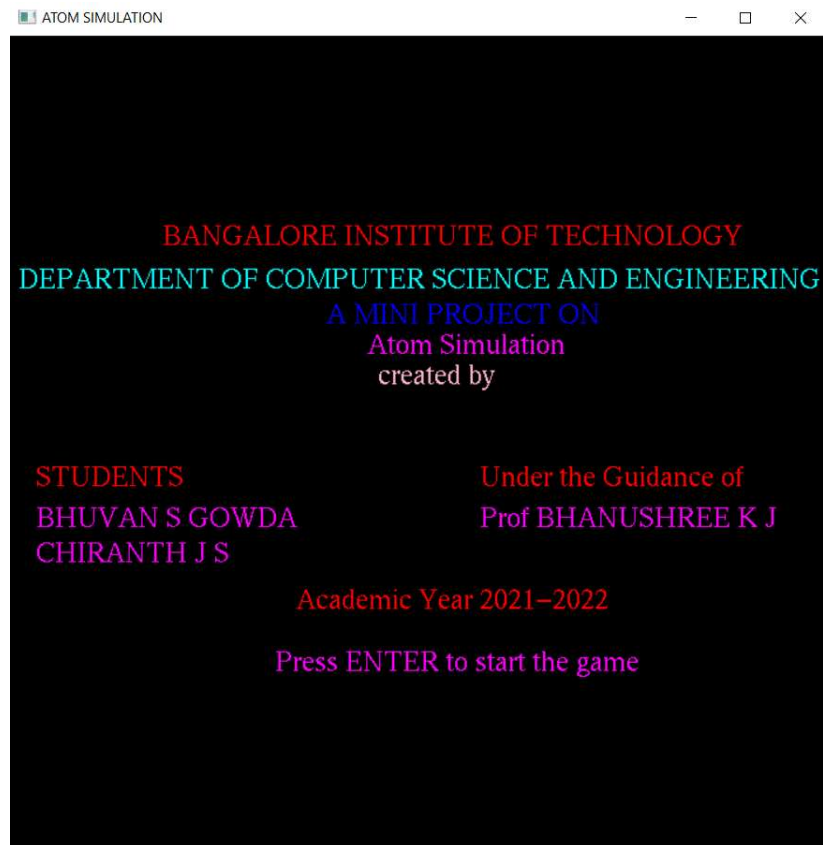 ATOM SIMULATION
BANGALORE INSTITUTE OF TECHNOLOGY
DEPARTMENT OF COMPUTER SCIENCE AND ENGINEERING
A MINI PROJECT ON
Atom Simulation
created by
STUDENTS
Under the Guidance of
BHUVAN S GOWDA
Prof BHANUSHREE K J
CHIRANTH J S
Academic Year 2021−2022
Press ENTER to start the game